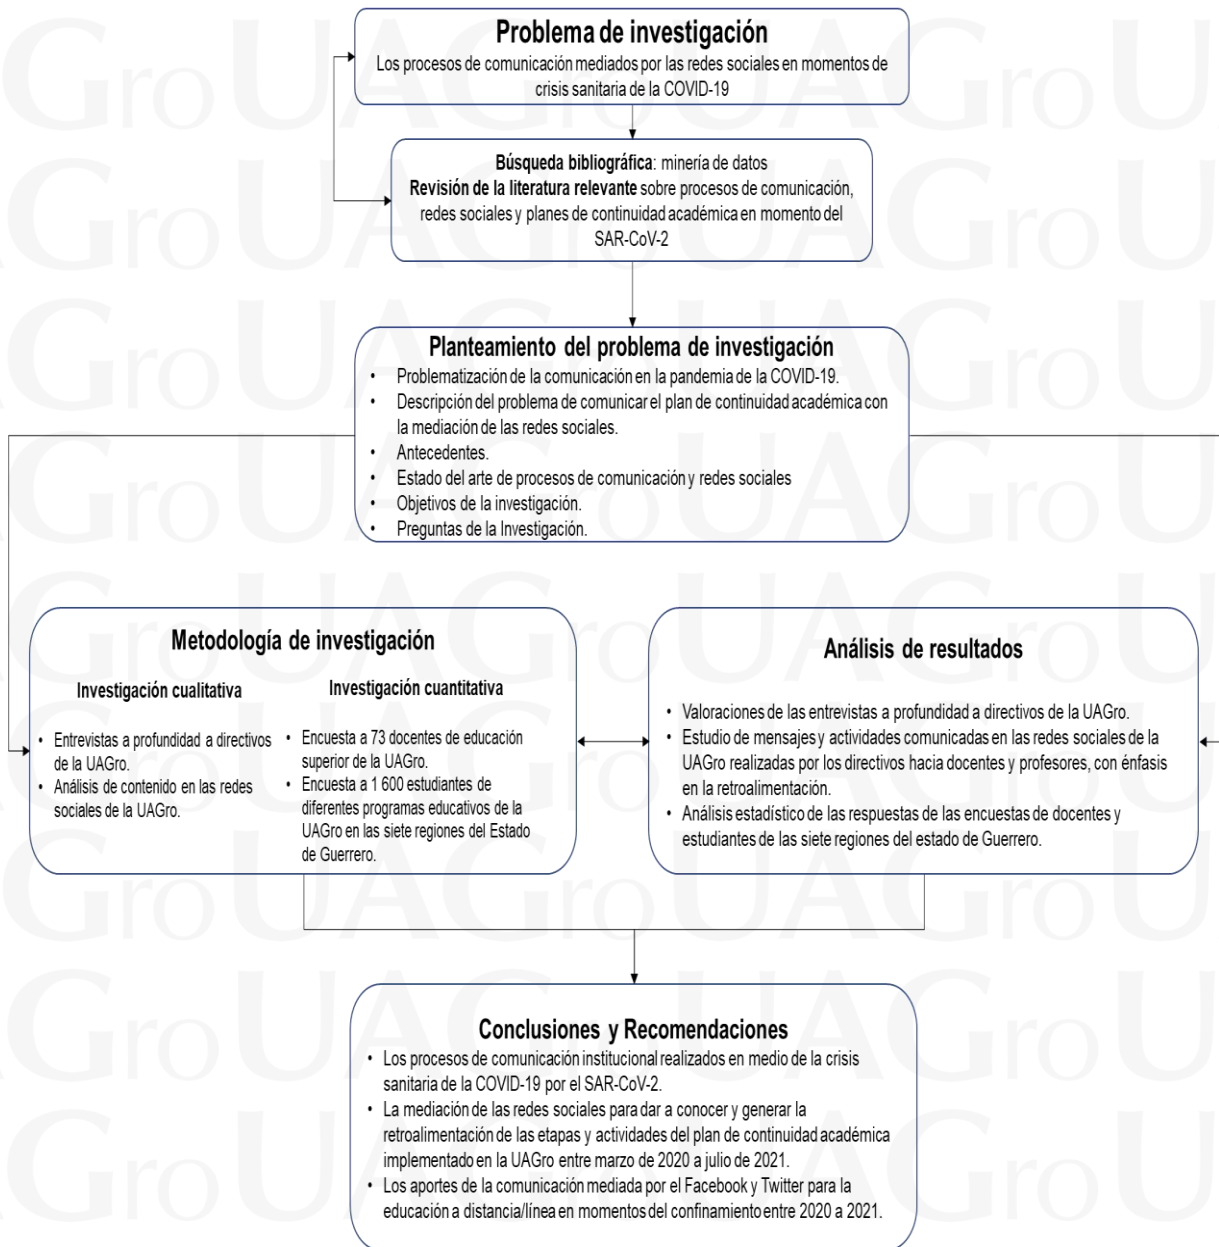 Problema de investigación
Los procesos de comunicación mediados por las redes sociales en momentos de
crisis sanitaria de la COVID-19
Búsqueda bibliográfica: minería de datos
Revisión de la literatura relevante sobre procesos de comunicación,
redes sociales y planes de continuidad académica en momento del
SAR-CoV-2
Planteamiento del problema de investigación
• Problematización de la comunicación en la pandemia de la COVID-19.
• Descripción del problema de comunicar el plan de continuidad académica con
la mediación de las redes sociales.
• Antecedentes.
• Estado del arte de procesos de comunicación y redes sociales
• Objetivos de la investigación.
• Preguntas de la Investigación.
Metodología de investigación
Investigación cualitativa
• Entrevistas a profundidad a directivos
de la UAGro.
• Análisis de contenido en las redes
sociales de la UAGro.
Investigación cuantitativa
• Encuesta a 73 docentes de educación
superior de la UAGro.
• Encuesta a 1 600 estudiantes de
diferentes programas educativos de la
UAGro en las siete regiones del Estado
de Guerrero.
Análisis de resultados
• Valoraciones de las entrevistas a profundidad a directivos de la UAGro.
• Estudio de mensajes y actividades comunicadas en las redes sociales de la
UAGro realizadas por los directivos hacia docentes y profesores, con énfasis
en la retroalimentación.
• Análisis estadístico de las respuestas de las encuestas de docentes y
estudiantes de las siete regiones del estado de Guerrero.
Conclusiones y Recomendaciones
• Los procesos de comunicación institucional realizados en medio de la crisis
sanitaria de la COVID-19 por el SAR-CoV-2.
• La mediación de las redes sociales para dar a conocer y generar la
retroalimentación de las etapas y actividades del plan de continuidad académica
implementado en la UAGro entre marzo de 2020 a julio de 2021.
• Los aportes de la comunicación mediada por el Facebook y Twitter para la
educación a distancia/línea en momentos del confinamiento entre 2020 a 2021.